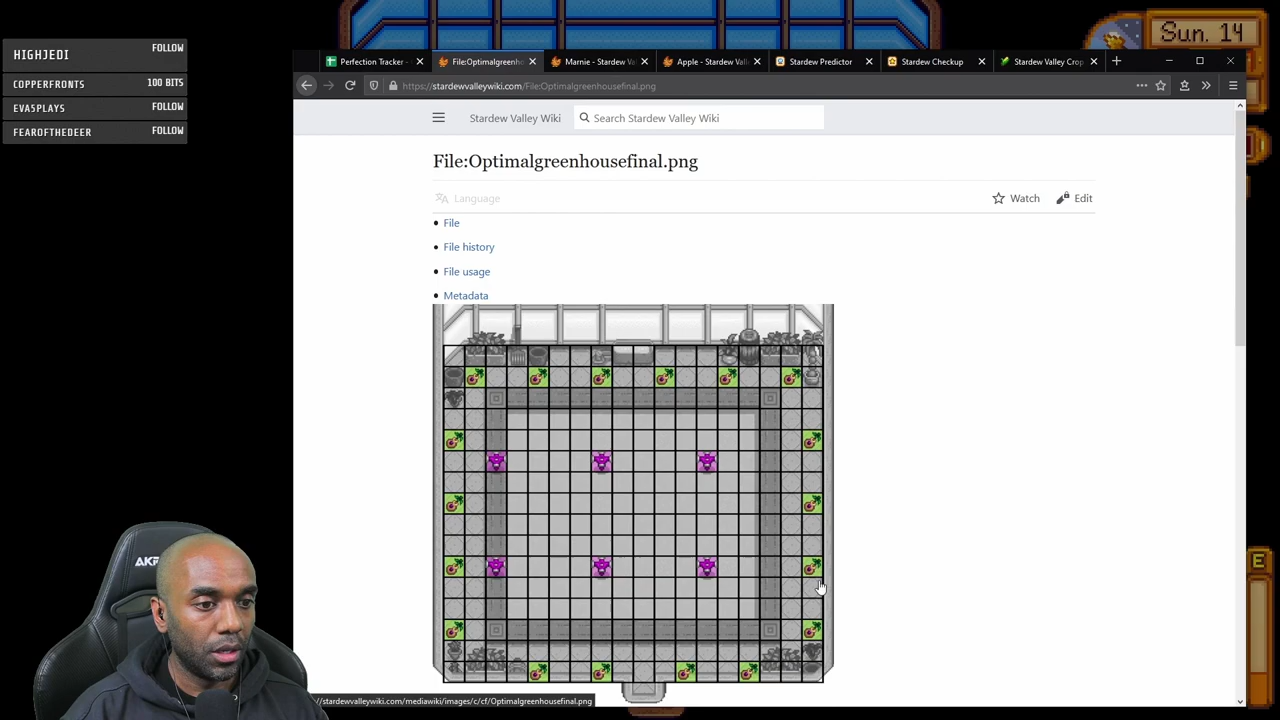 HIGHJEDI FOLLOW
COPPERFRONTS 100 BITS
EVASPLAYS FOLLOW
FEAROFTHEDEER FOLLOW
Sun. 14
Perfection Tracker -
File:Optimalgreenho
Marnie - Stardew Va
Apple - Stardew Vall
Stardew Predictor
Stardew Checkup
Stardew Valley Crop
https://stardewvalleywiki.com/File:Optimalgreenhousefinal.png
Stardew Valley Wiki
Search Stardew Valley Wiki
File:Optimalgreenhousefinal.png
Language
Watch
Edit
File
File history
File usage
Metadata
E
//stardewvalleywiki.com/mediawiki/images/c/cf/Optimalgreenhousefinal.png